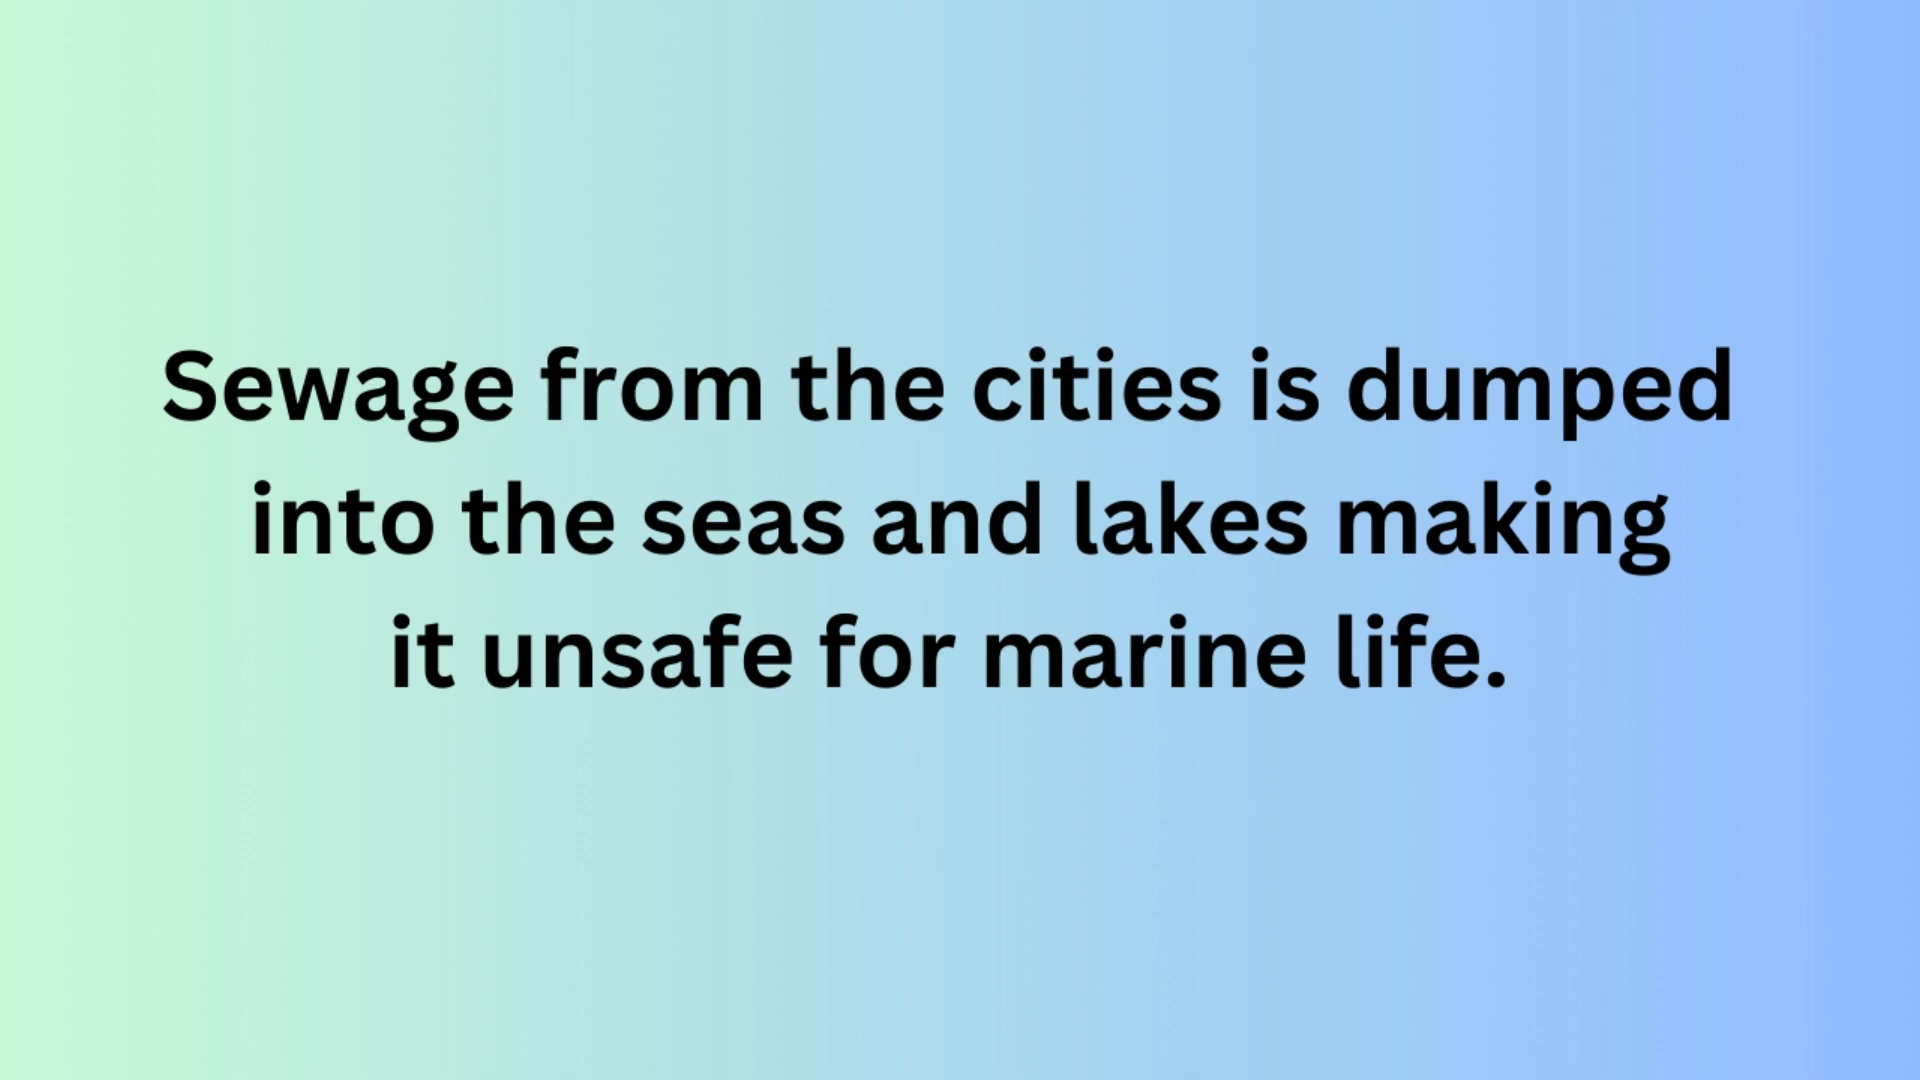 Sewage from the cities is dumped
into the seas and lakes making
it unsafe for marine life.